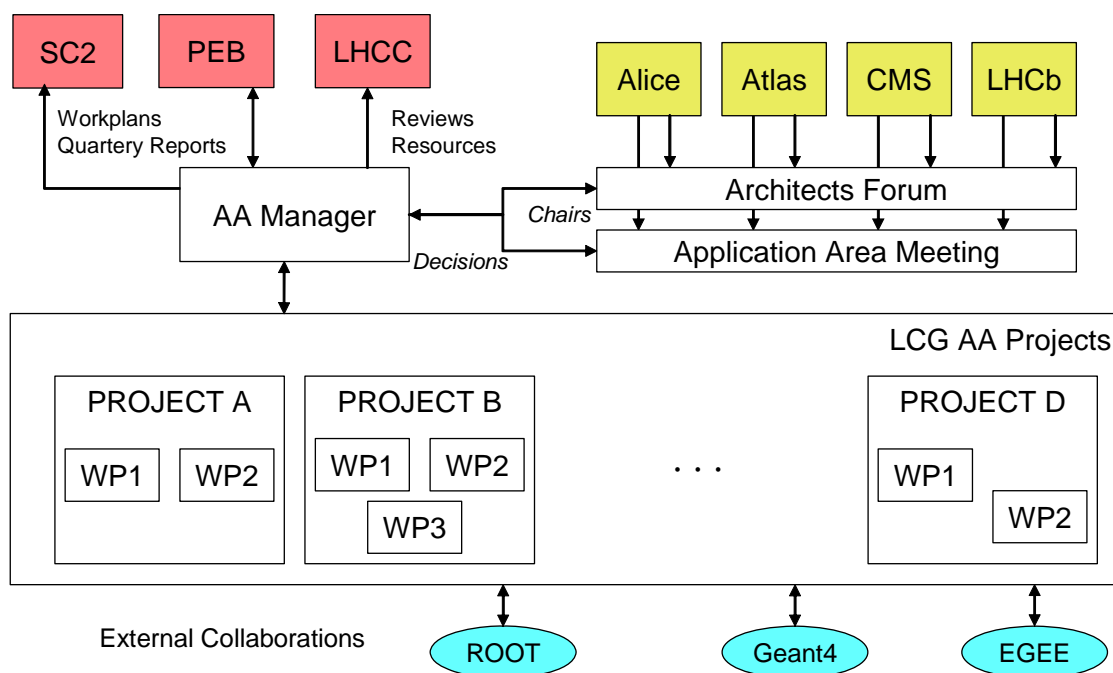 SC2
PEB
LHCC
Alice
Atlas
CMS
LHCb
Workplans
Quartery Reports
Reviews
Resources
AA Manager
Chairs
Decisions
Architects Forum
Application Area Meeting
LCG AA Projects
PROJECT A
WP1
WP2
PROJECT B
WP1
WP2
WP3
. . .
PROJECT D
WP1
WP2
External Collaborations
ROOT
Geant4
EGEE